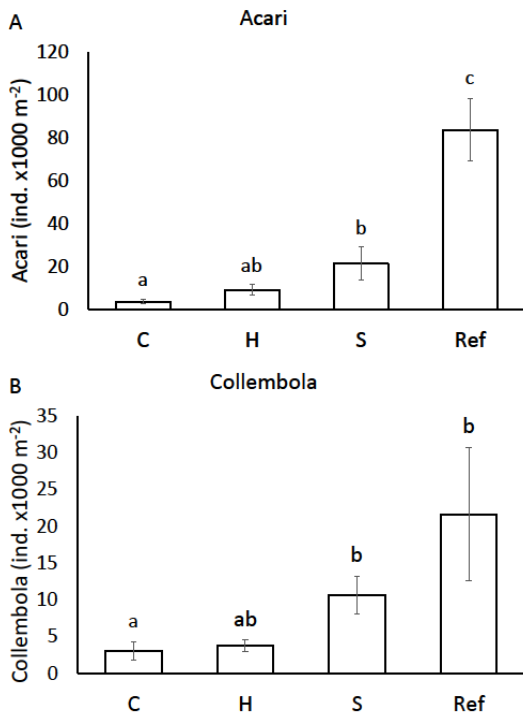 A
Acari
Acari (ind. x1000 m-2)
120
100
80
60
40
20
0
a
ab
b
c
C H S Ref
B
Collembola
Collembola (ind. x1000 m-2)
35
30
25
20
15
10
5
0
a
ab
b
b
C H S Ref